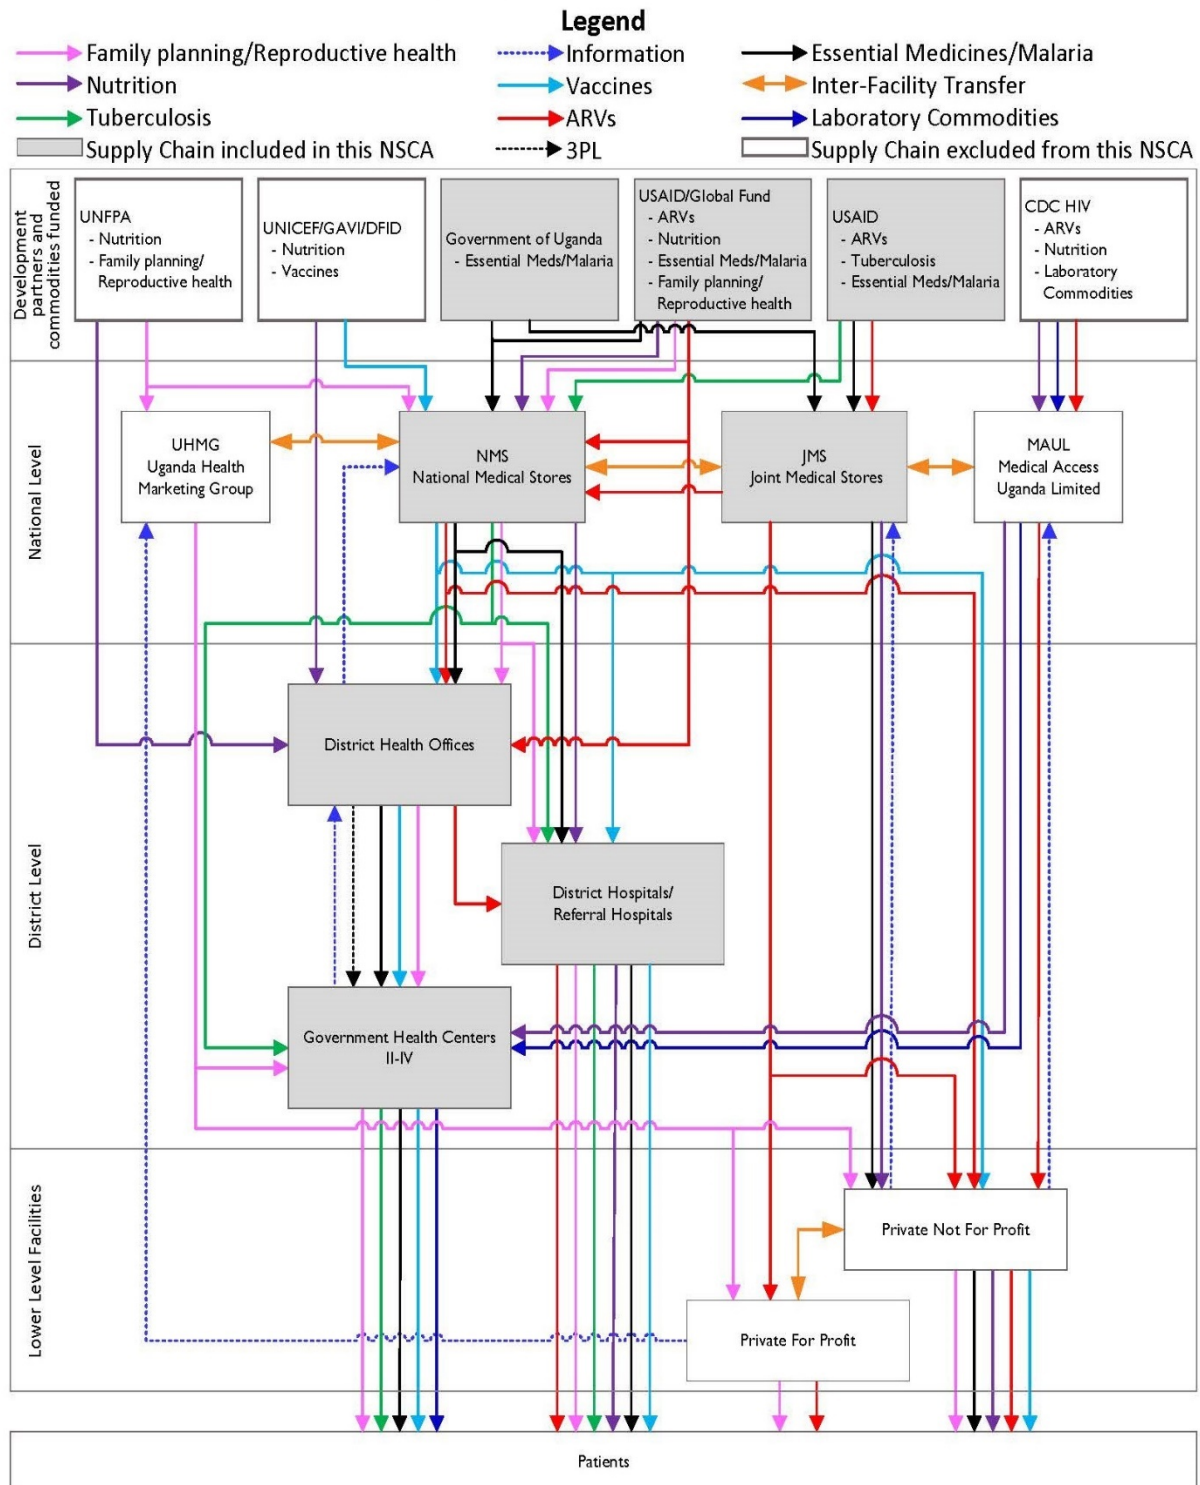 Legend
Family planning/Reproductive health
Information
Essential Medicines/Malaria
Nutrition
Vaccines
Inter-Facility Transfer
Tuberculosis
ARVs
Laboratory Commodities
Supply Chain included in this NSCA
3PL
Supply Chain excluded from this NSCA
Development
partners and
commodities funded
UNFPA
- Nutrition
- Family planning/
Reproductive health
UNICEF/GAVI/DFID
- Nutrition
- Vaccines
Government of Uganda
- Essential Meds/Malaria
USAID/Global Fund
- ARVs
- Nutrition
- Essential Meds/Malaria
- Family planning/
Reproductive health
USAID
- ARVs
- Tuberculosis
- Essential Meds/Malaria
CDC HIV
- ARVs
- Nutrition
- Laboratory
Commodities
National Level
UHMG
Uganda Health
Marketing Group
NMS
National Medical Stores
JMS
Joint Medical Stores
MAUL
Medical Access
Uganda Limited
District Level
District Health Offices
District Hospitals/
Referral Hospitals
Government Health Centers
II-IV
Lower Level Facilities
Private Not For Profit
Private For Profit
Patients